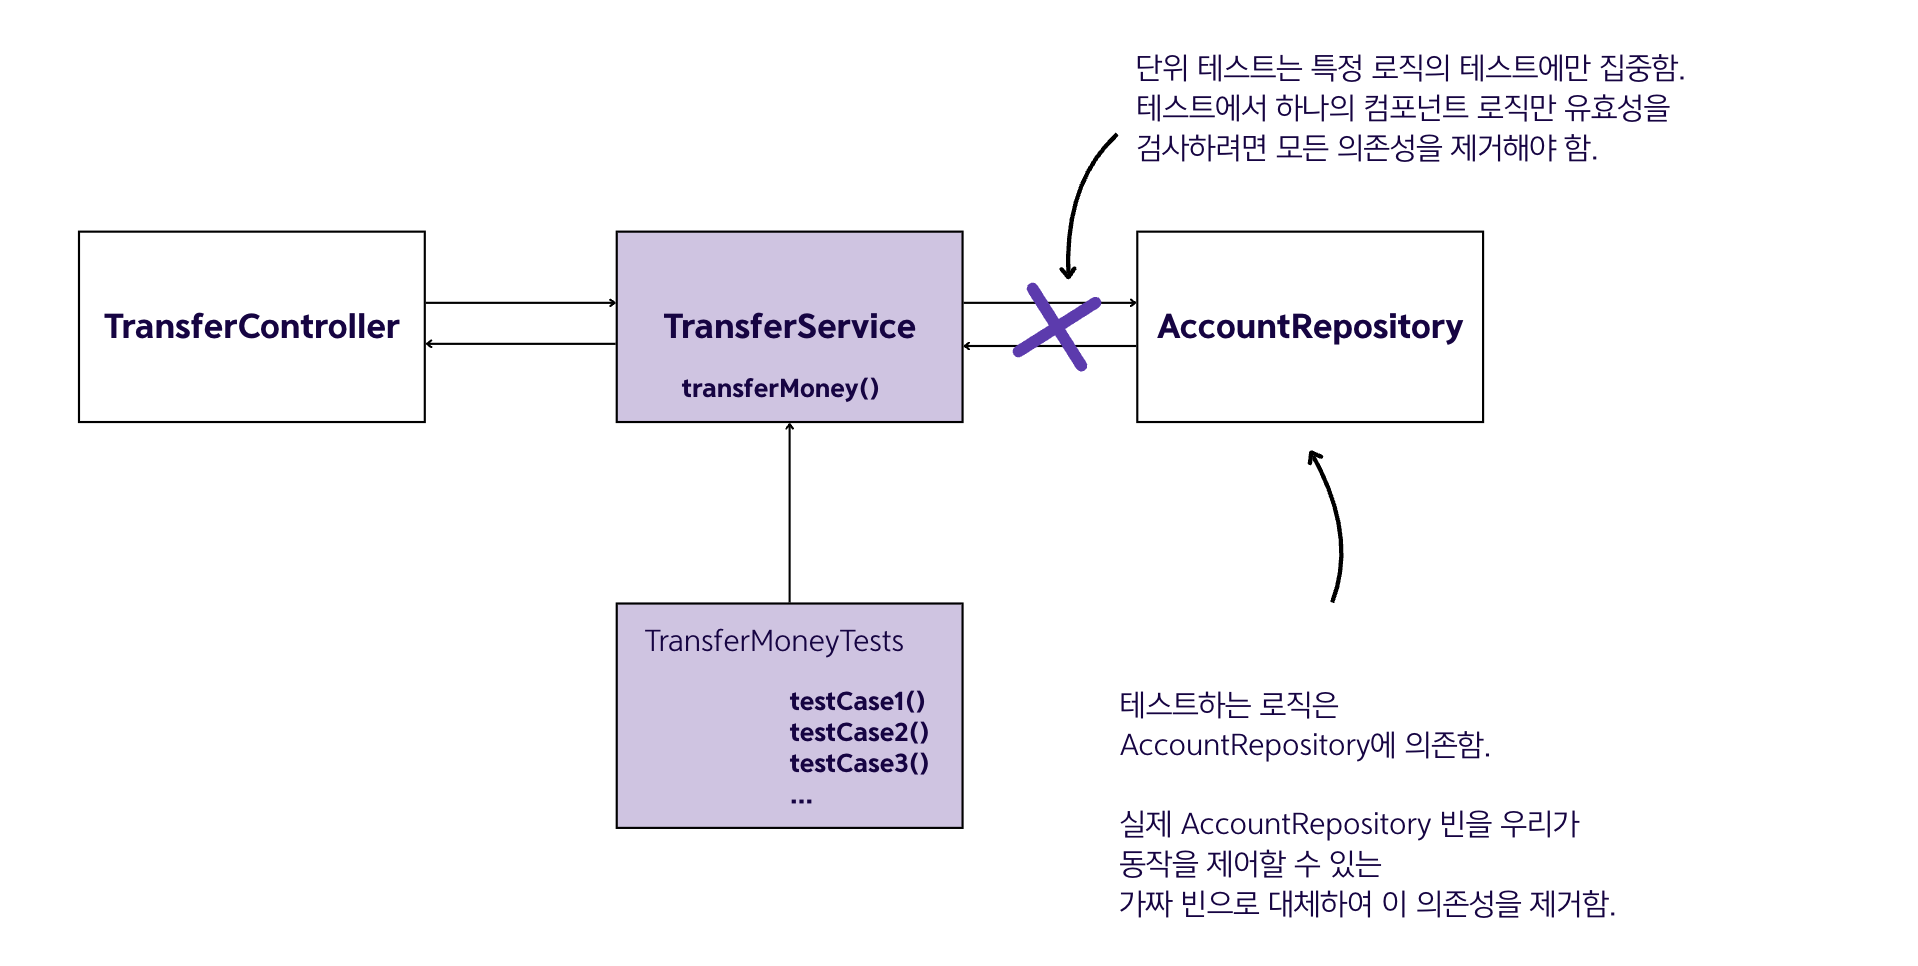 단위 테스트는 특정 로직의 테스트에만 집중함.
테스트에서 하나의 컴포넌트 로직만 유효성을
검사하려면 모든 의존성을 제거해야 함.
TransferController
TransferService
transferMoney()
AccountRepository
TransferMoneyTests
testCase1()
testCase2()
testCase3()
...
테스트하는 로직은
AccountRepository에 의존함.
실제 AccountRepository 빈을 우리가
동작을 제어할 수 있는
가짜 빈으로 대체하여 이 의존성을 제거함.